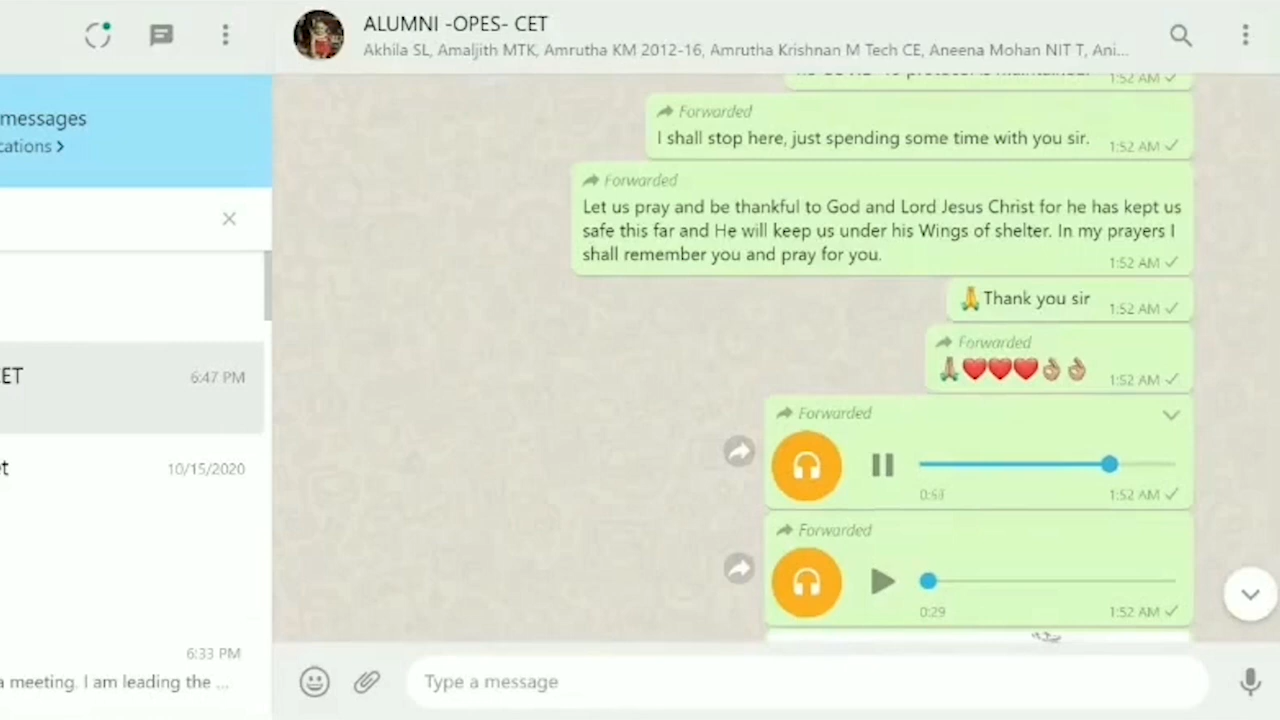 ALUMNI -OPES- CET
Akhila SL, Amaljith MTK, Amrutha KM 2012-16, Amrutha Krishnan M Tech CE, Aneena Mohan NIT T, Ani...
messages
cations >
ET
6:47 PM
et
10/15/2020
6:33 PM
a meeting. I am leading the ...
1:52 AM
Forwarded
I shall stop here, just spending some time with you sir.
1:52 AM
Forwarded
Let us pray and be thankful to God and Lord Jesus Christ for he has kept us
safe this far and He will keep us under his Wings of shelter. In my prayers I
shall remember you and pray for you.
1:52 AM
🙏Thank you sir
1:52 AM
Forwarded
🙏🏽❤️❤️❤️👌🏽👌🏽
1:52 AM
Forwarded
1:52 AM
Forwarded
0:29
1:52 AM
Type a message